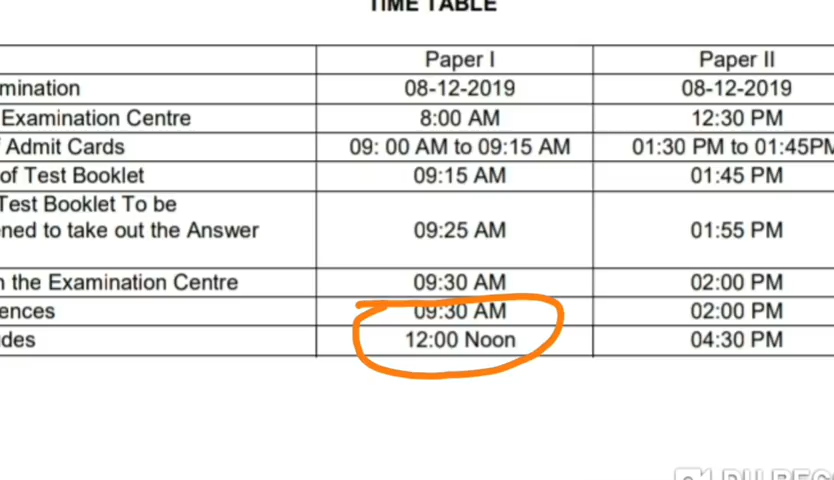 TIME TABLE
Paper I Paper II
mination 08-12-2019 08-12-2019
Examination Centre 8:00 AM 12:30 PM
Admit Cards 09: 00 AM to 09:15 AM 01:30 PM to 01:45PM
of Test Booklet 09:15 AM 01:45 PM
Test Booklet To be
ned to take out the Answer 09:25 AM 01:55 PM
n the Examination Centre 09:30 AM 02:00 PM
ences 09:30 AM 02:00 PM
des 12:00 Noon 04:30 PM